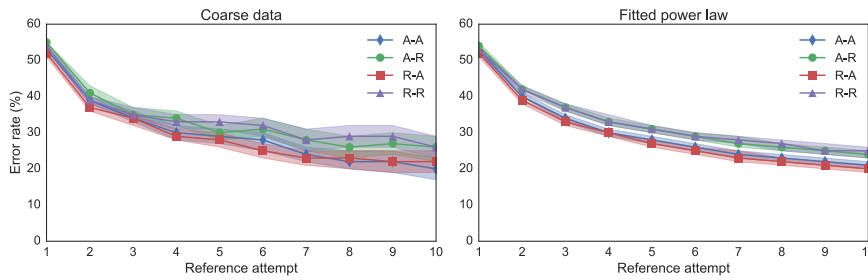 Coarse data
60
50
40
30
20
10
0
Error rate (%)
A-A
A-R
R-A
R-R
1 2 3 4 5 6 7 8 9 10
Reference attempt
Fitted power law
60
50
40
30
20
10
0
A-A
A-R
R-A
R-R
1 2 3 4 5 6 7 8 9
Reference attempt